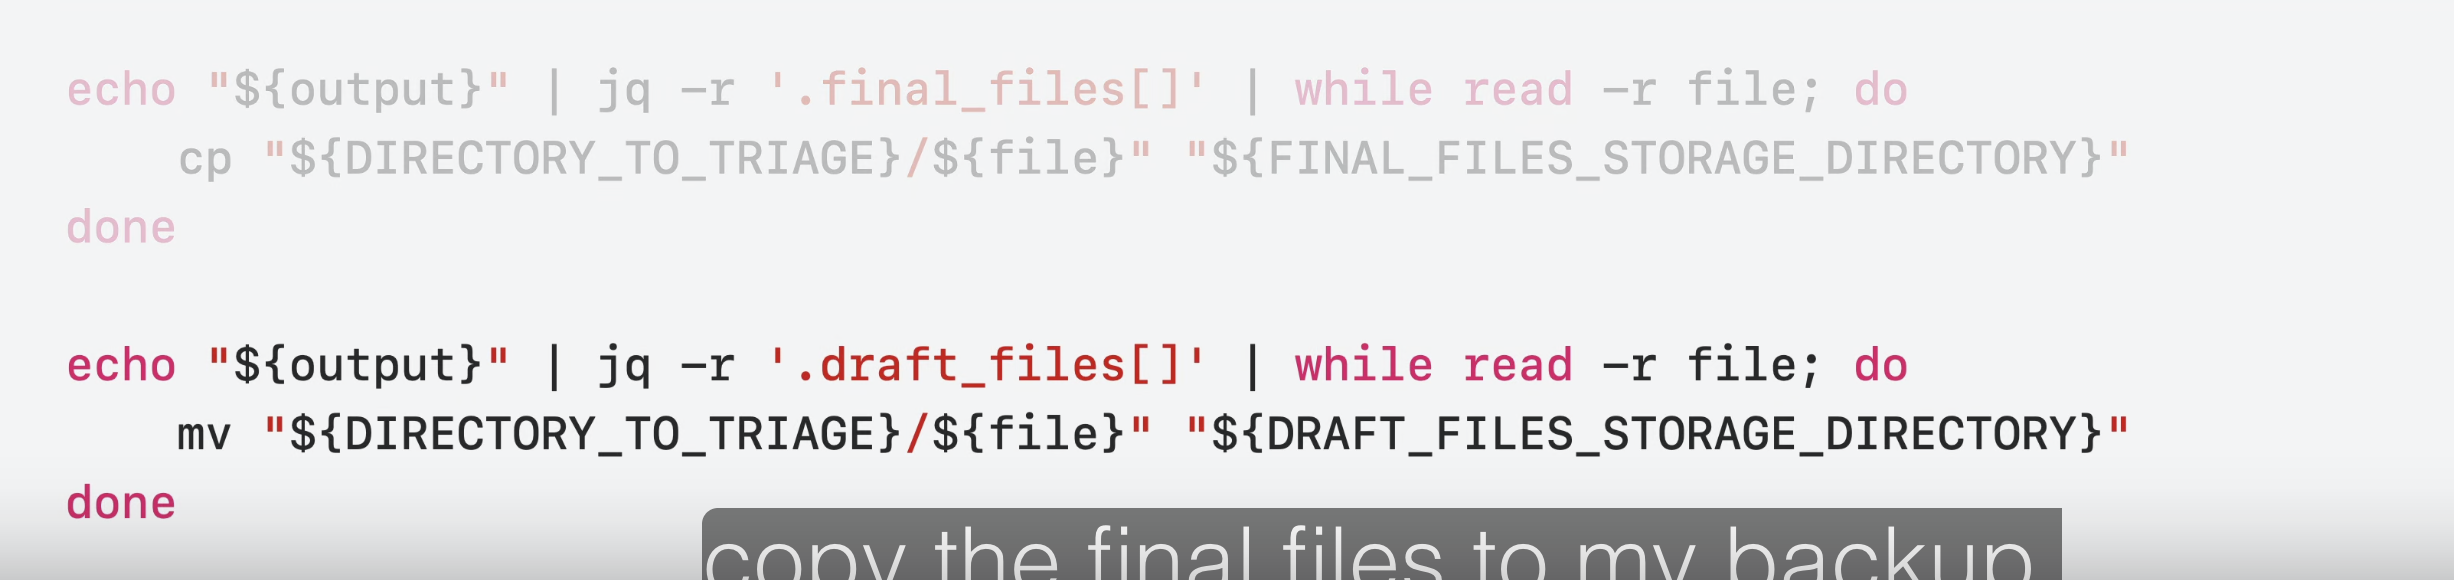 echo "${output}" | jq -r '.final_files[]' | while read -r file; do
    cp "${DIRECTORY_TO_TRIAGE}/${file}" "${FINAL_FILES_STORAGE_DIRECTORY}"
done

echo "${output}" | jq -r '.draft_files[]' | while read -r file; do
    mv "${DIRECTORY_TO_TRIAGE}/${file}" "${DRAFT_FILES_STORAGE_DIRECTORY}"
done
copy the final files to my backup